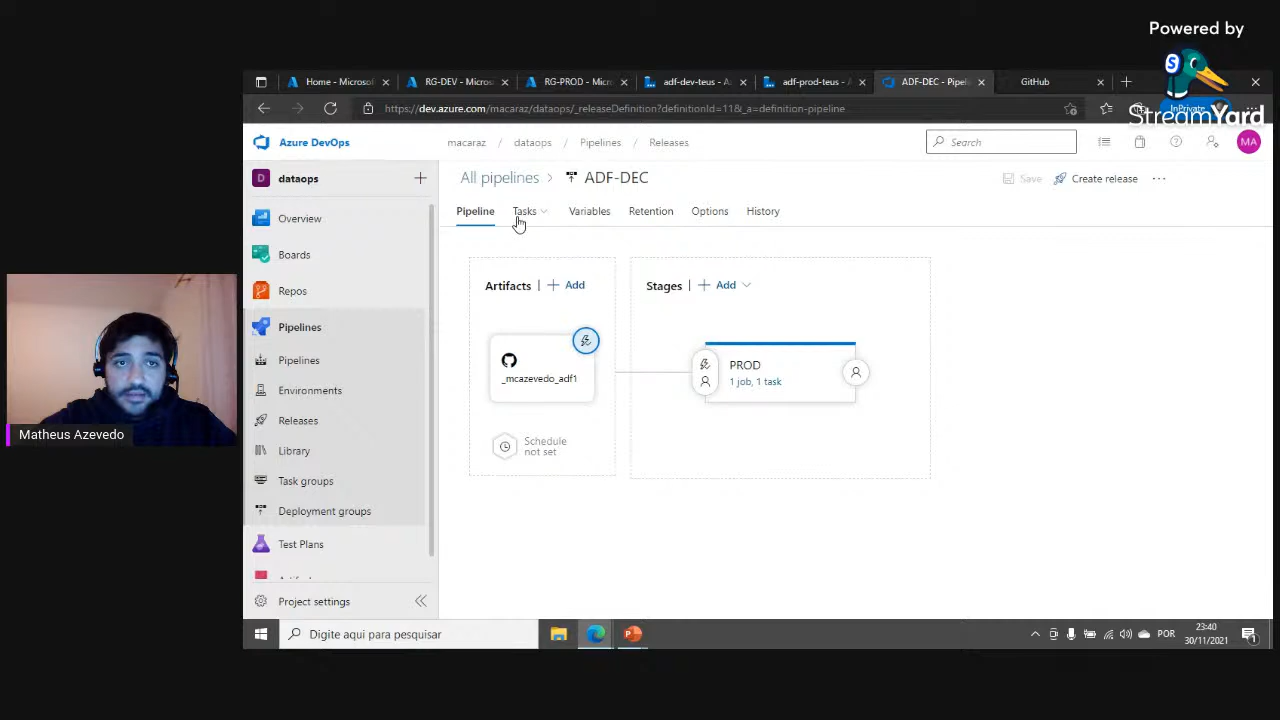 Powered by
StreamYard
Home - Microsof
RG-DEV - Micros
RG-PROD - Micro
adf-dev-teus - A
adf-prod-teus - A
ADF-DEC - Pipeli
GitHub
https://dev.azure.com/macaraz/dataops/_releaseDefinition?definitionId=11&_a=definition-pipeline
InPrivate
Azure DevOps
macaraz / dataops / Pipelines / Releases
Search
MA
D dataops
All pipelines > ADF-DEC
Save
Create release
Pipeline Tasks Variables Retention Options History
Overview
Boards
Repos
Pipelines
Pipelines
Environments
Releases
Library
Task groups
Deployment groups
Test Plans
Project settings
Artifacts | + Add
_mcazevedo_adf1
Schedule
not set
Stages | + Add
PROD
1 job, 1 task
Matheus Azevedo
Digite aqui para pesquisar
POR
23:40
30/11/2021